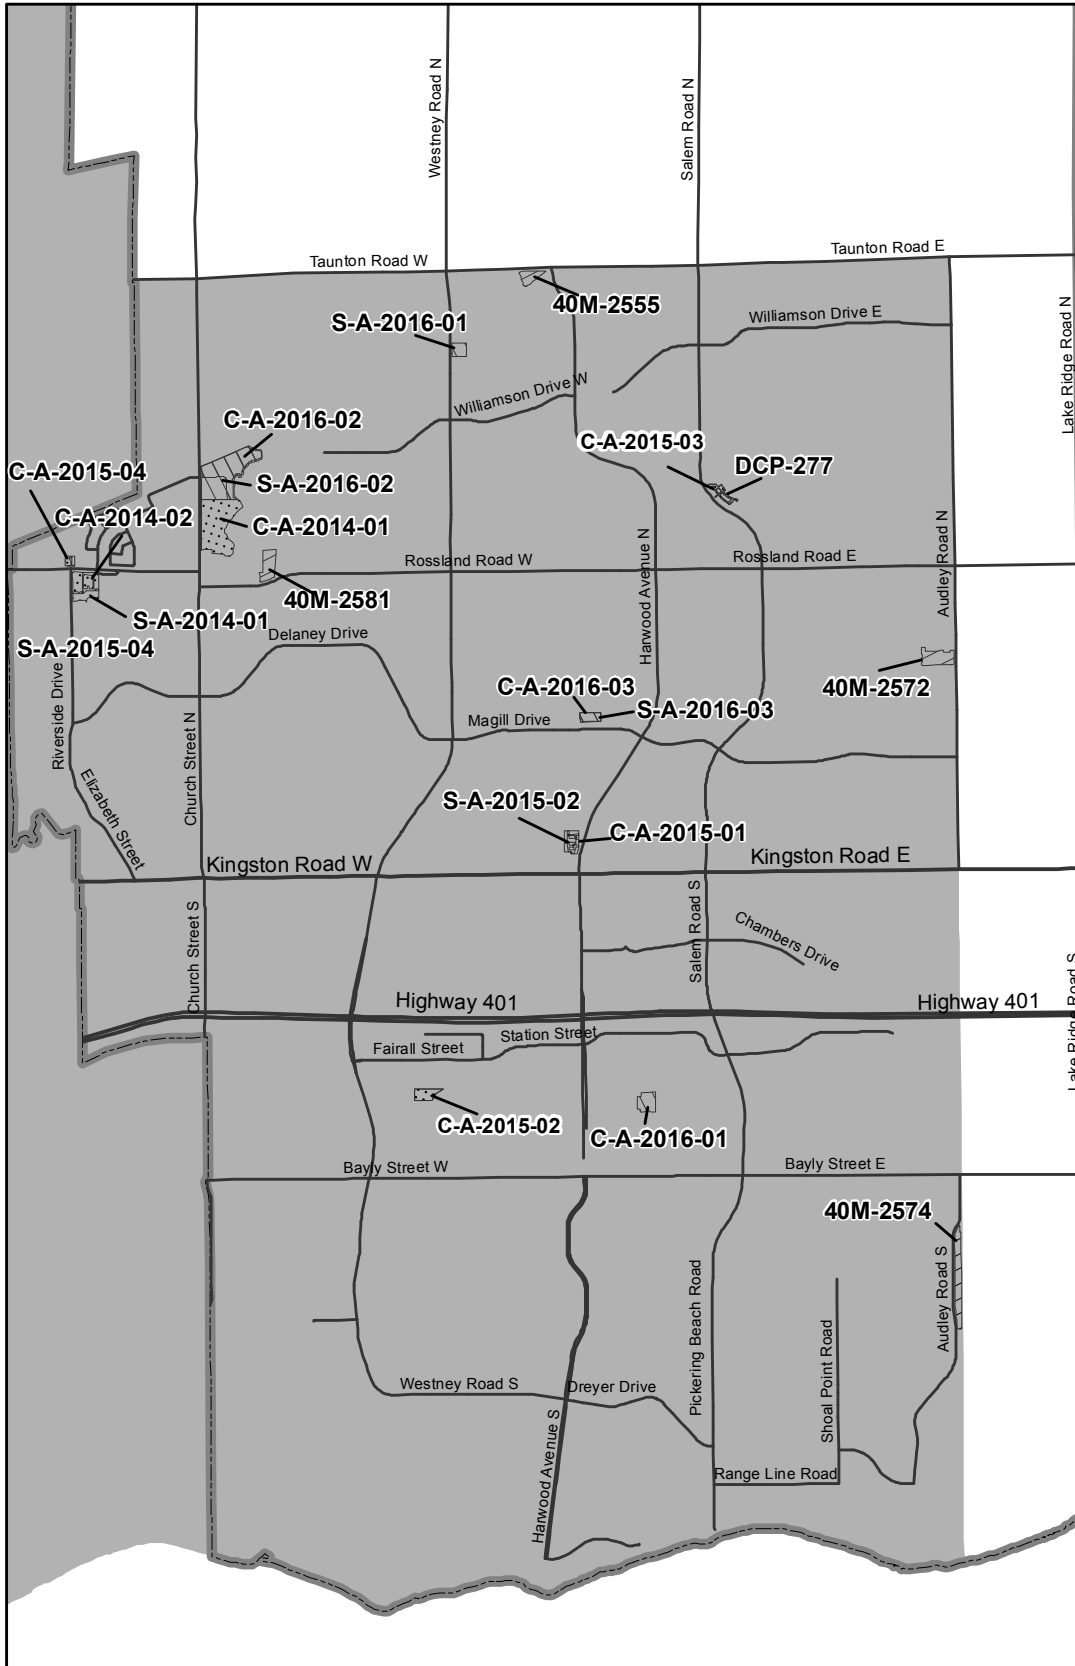 Westney Road N
Salem Road N
Taunton Road W
Taunton Road E
40M-2555
Lake Ridge Road N
Williamson Drive E
S-A-2016-01
Williamson Drive W
C-A-2016-02
C-A-2015-03
DCP-277
C-A-2015-04
S-A-2016-02
C-A-2014-02
C-A-2014-01
Audley Road N
Harwood Avenue N
Rossland Road W
Rossland Road E
40M-2581
S-A-2014-01
Delaney Drive
S-A-2015-04
Riverside Drive
C-A-2016-03
40M-2572
S-A-2016-03
Magill Drive
Church Street N
Elizabeth Street
S-A-2015-02
C-A-2015-01
Kingston Road W
Kingston Road E
Church Street S
Salem Road S
Chambers Drive
Highway 401
Highway 401
Lake Ridge Road S
Station Street
Fairall Street
C-A-2015-02
C-A-2016-01
Bayly Street W
Bayly Street E
40M-2574
Audley Road S
Pickering Beach Road
Shoal Point Road
Westney Road S
Dreyer Drive
Harwood Avenue S
Range Line Road